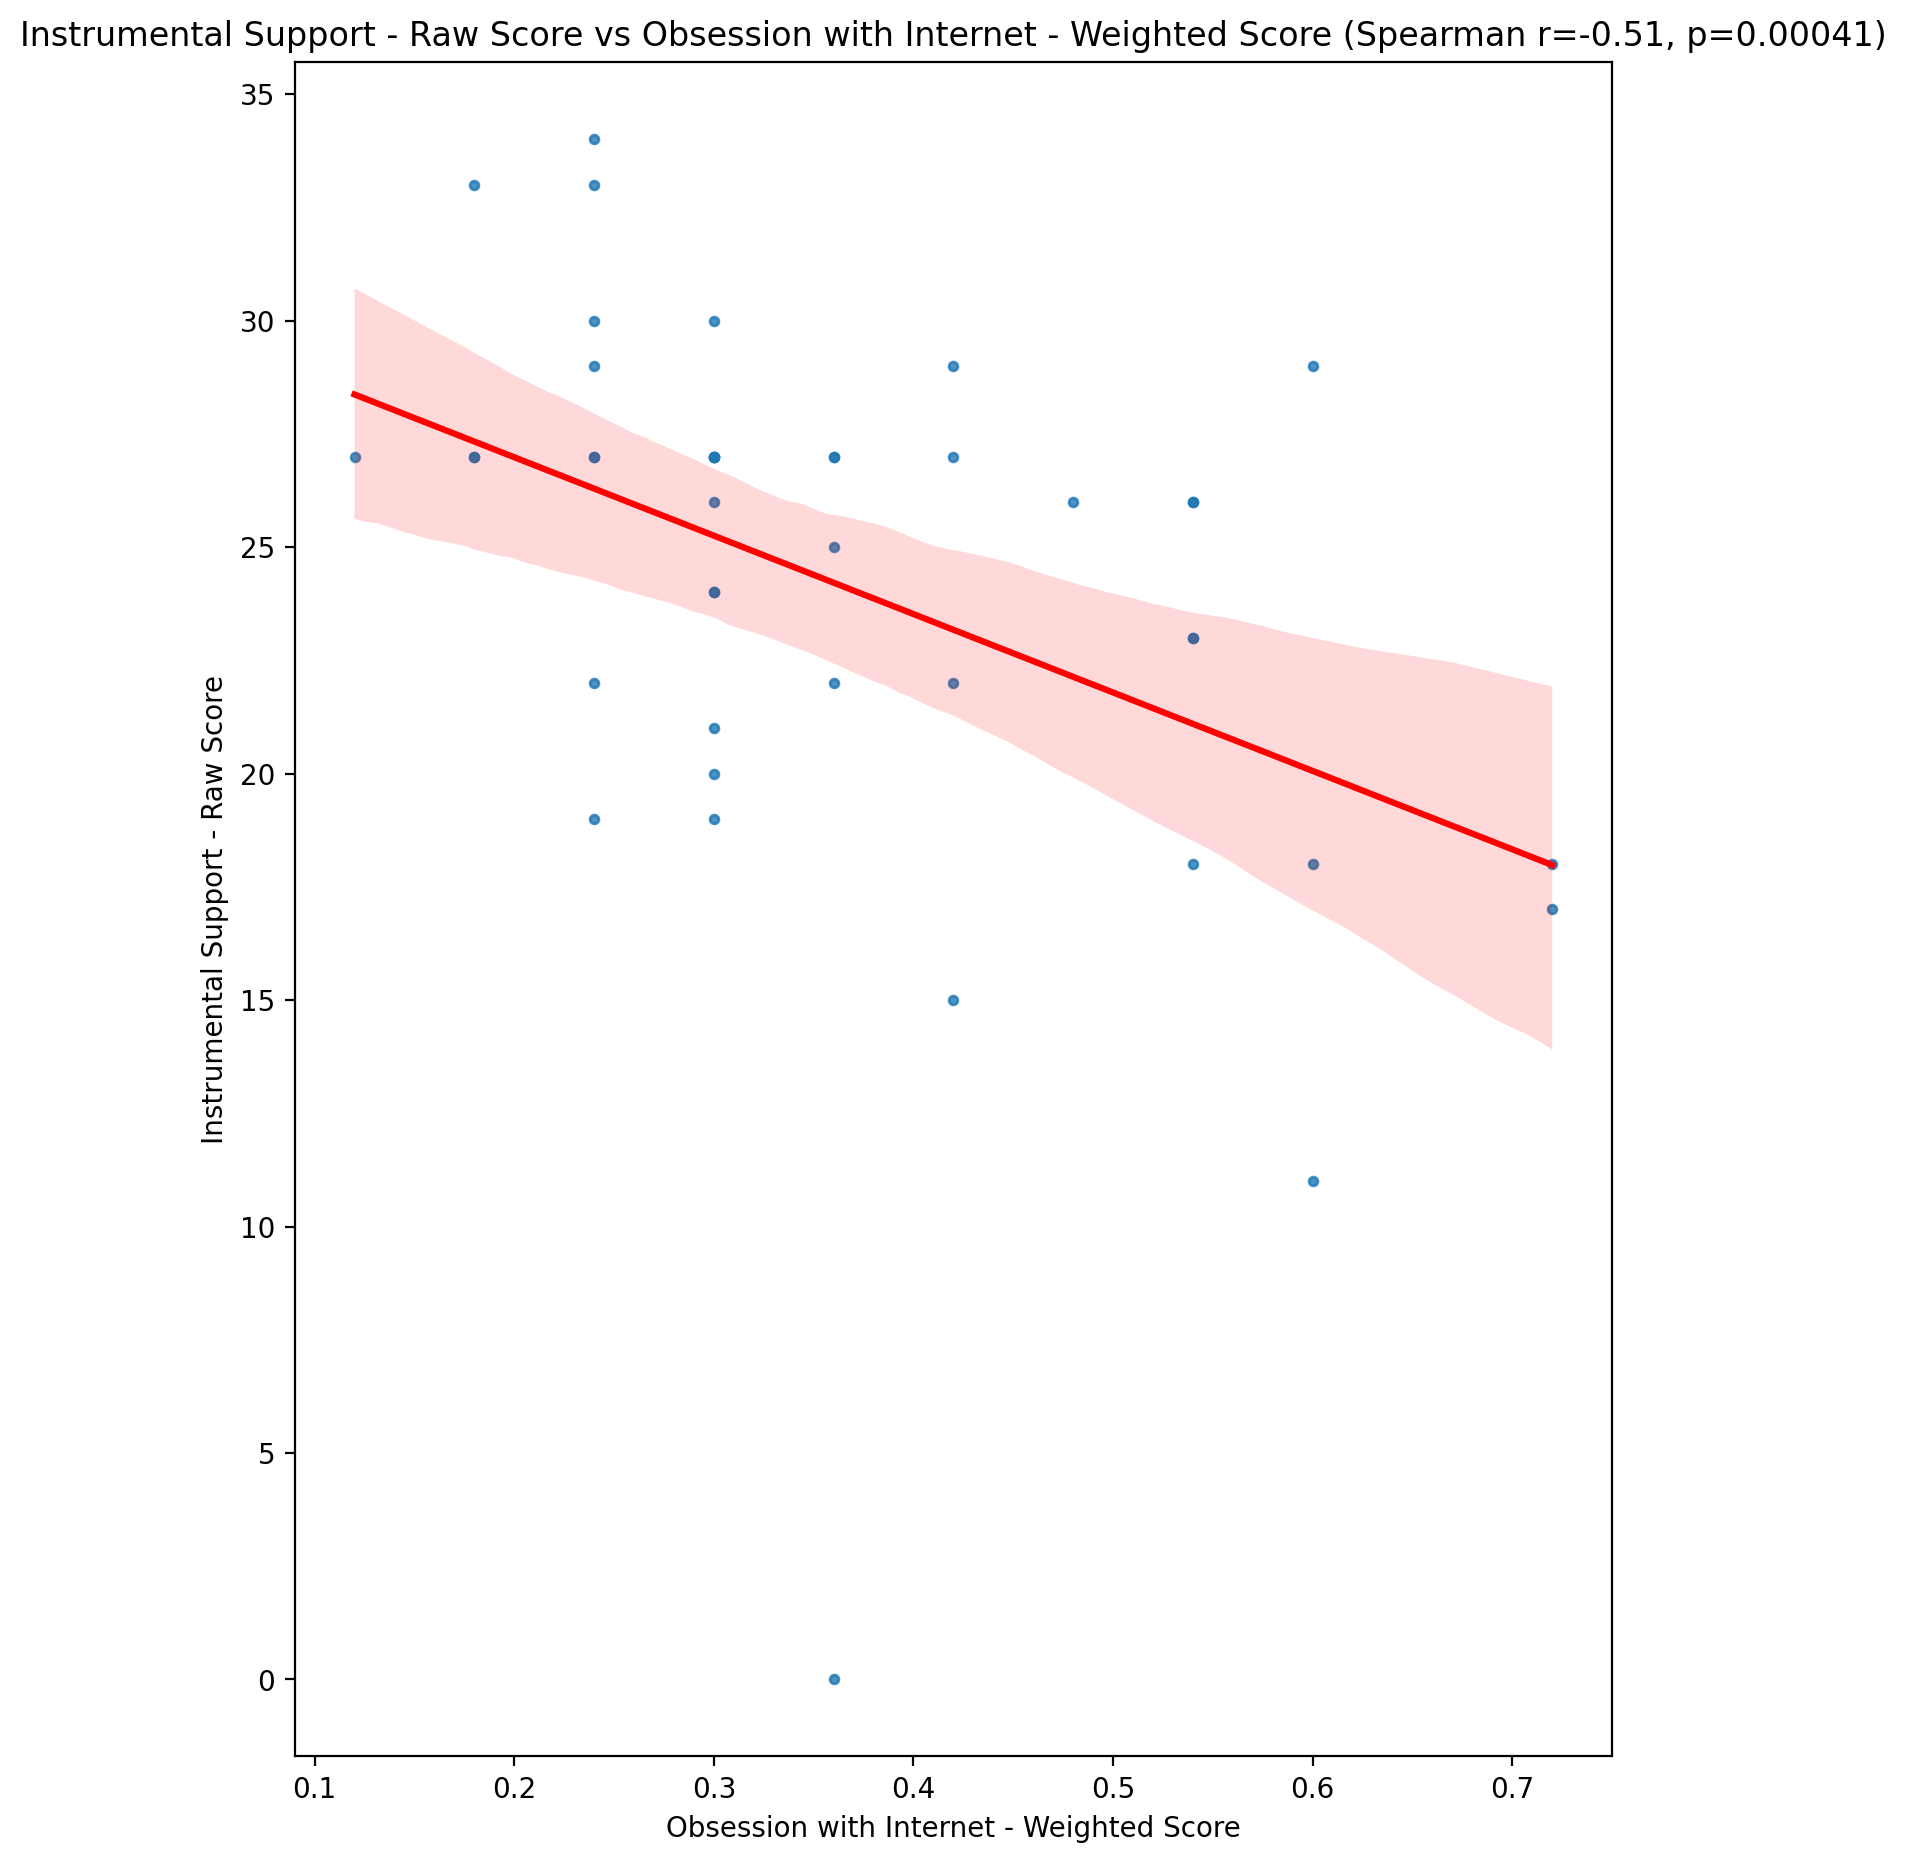 Instrumental Support - Raw Score vs Obsession with Internet - Weighted Score (Spearman r=-0.51, p=0.00041)
35
30
25
20
15
10
5
0
Instrumental Support - Raw Score
0.1 0.2 0.3 0.4 0.5 0.6 0.7
Obsession with Internet - Weighted Score